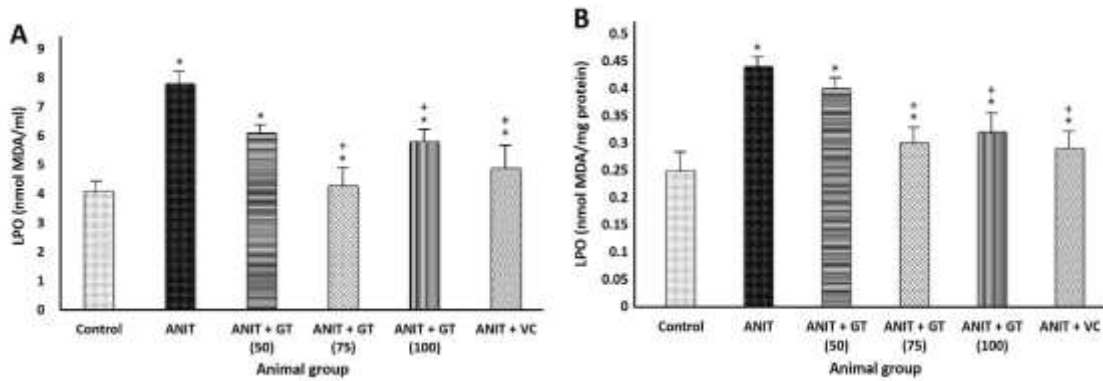 A
LPO (nmol MDA/ml)
9
8
7
6
5
4
3
2
1
0
*
*
+
*
+
*
+
*
Control
ANIT
ANIT + GT
(50)
ANIT + GT
(75)
ANIT + GT
(100)
ANIT + VC
Animal group
B
LPO (nmol MDA/mg protein)
0.5
0.45
0.4
0.35
0.3
0.25
0.2
0.15
0.1
0.05
0
*
*
+
*
+
*
+
*
Control
ANIT
ANIT + GT
(50)
ANIT + GT
(75)
ANIT + GT
(100)
ANIT + VC
Animal group